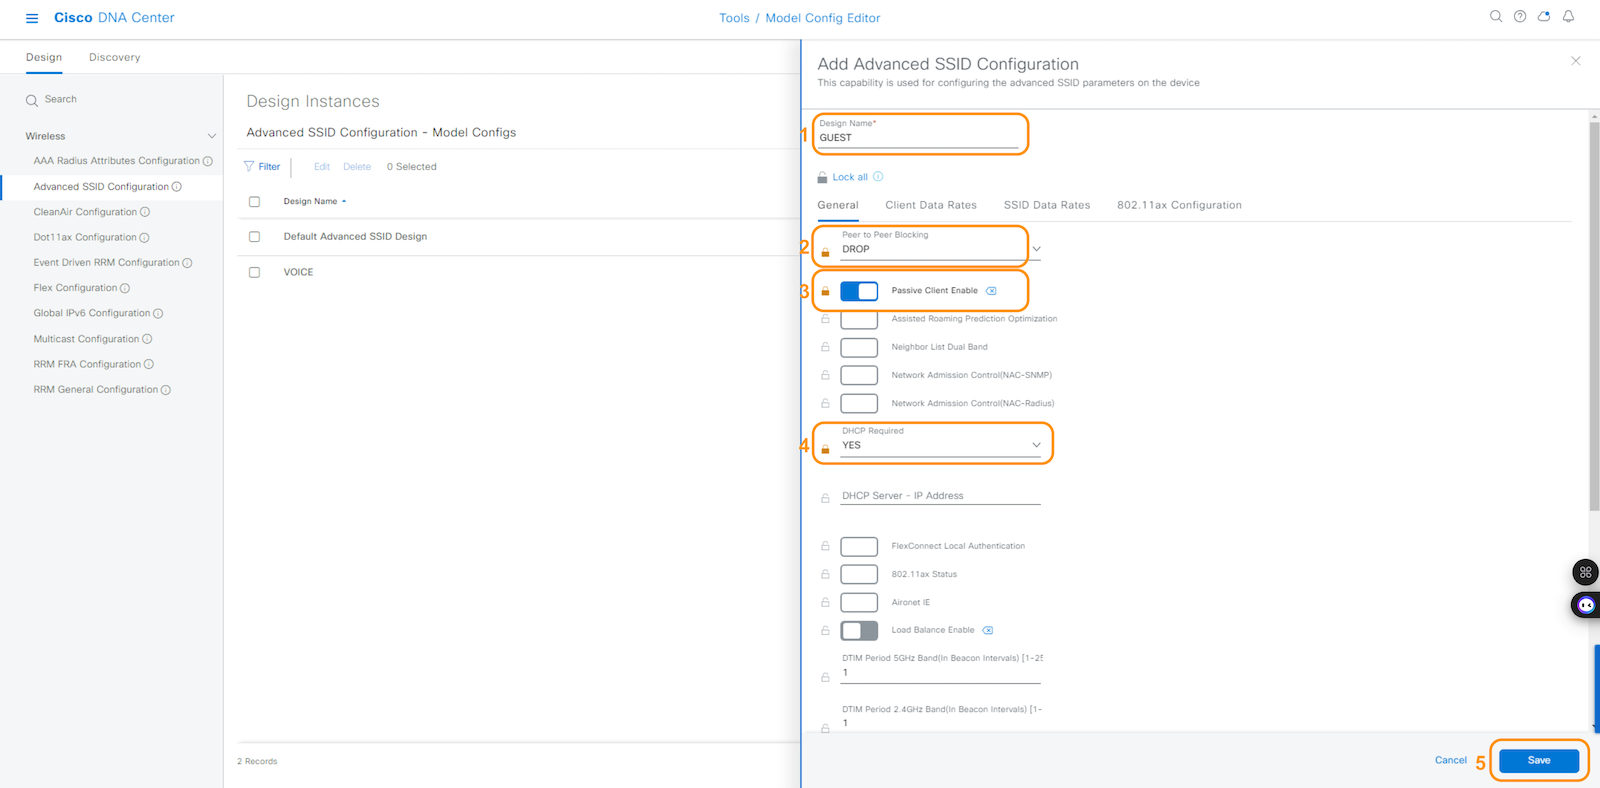 Cisco DNA Center
Tools / Model Config Editor
Design
Discovery
Search
Wireless
AAA Radius Attributes Configuration
Advanced SSID Configuration
CleanAir Configuration
Dot11ax Configuration
Event Driven RRM Configuration
Flex Configuration
Global IPv6 Configuration
Multicast Configuration
RRM FRA Configuration
RRM General Configuration
Design Instances
Advanced SSID Configuration - Model Configs
Filter
Edit
Delete
0 Selected
Design Name
Default Advanced SSID Design
VOICE
2 Records
Add Advanced SSID Configuration
This capability is used for configuring the advanced SSID parameters on the device
1
Design Name*
GUEST
Lock all
General
Client Data Rates
SSID Data Rates
802.11ax Configuration
2
Peer to Peer Blocking
DROP
3
Passive Client Enable
Assisted Roaming Prediction Optimization
Neighbor List Dual Band
Network Admission Control(NAC-SNMP)
Network Admission Control(NAC-Radius)
4
DHCP Required
YES
DHCP Server - IP Address
FlexConnect Local Authentication
802.11ax Status
Aironet IE
Load Balance Enable
DTIM Period 5GHz Band(In Beacon Intervals) [1-25
1
DTIM Period 2.4GHz Band(In Beacon Intervals) [1-
1
Cancel
5
Save